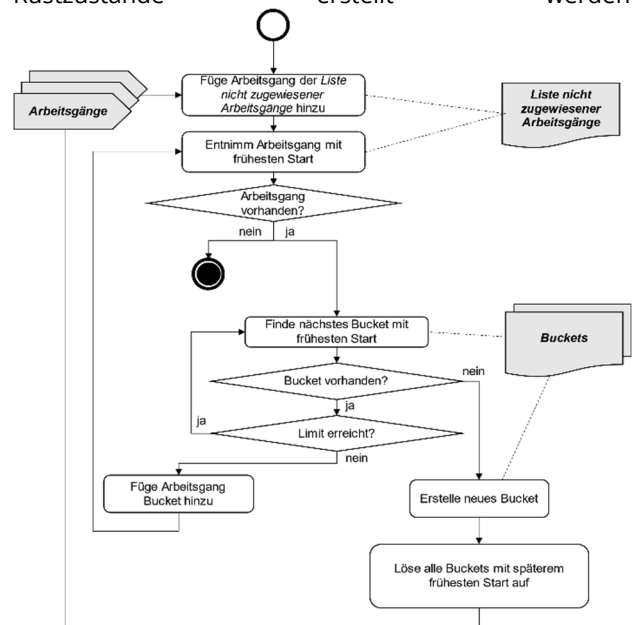 Rüstzustände erstellt werden.
Füge Arbeitsgang der Liste
nicht zugewiesener
Arbeitsgänge hinzu
Arbeitsgänge
Liste nicht
zugewiesener
Arbeitsgänge
Entnimm Arbeitsgang mit
frühesten Start
Arbeitsgang
vorhanden?
nein
ja
Finde nächstes Bucket mit
frühesten Start
Buckets
Bucket vorhanden?
nein
ja
Limit erreicht?
ja
nein
Füge Arbeitsgang
Bucket hinzu
Erstelle neues Bucket
Löse alle Buckets mit späterem
frühesten Start auf